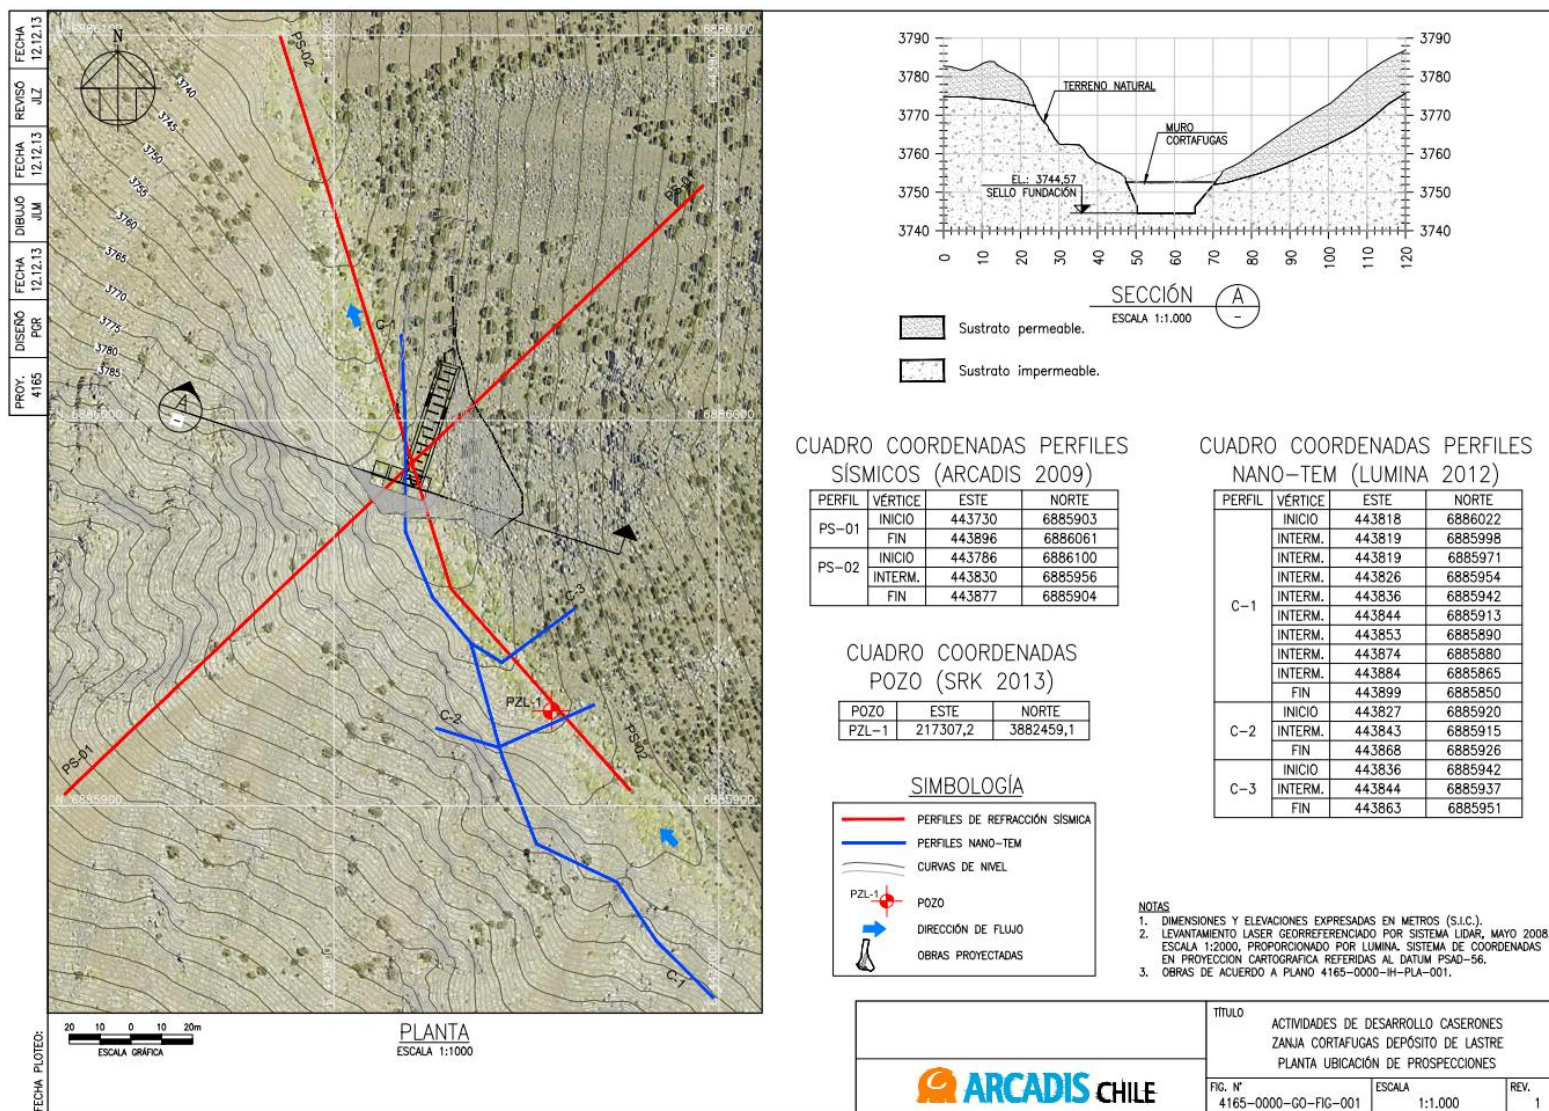 FECHA 12.12.13
REVISÓ JLZ
FECHA 12.12.13
DIBUJÓ JLM
FECHA 12.12.13
DISEÑO PGR
PROY. 4165
FECHA PLOTEO:
N 6886100
N 6886100
N
PS-02
3740
3745
3750
3755
3760
3765
3770
3775
3780
3785
PS-01
C-1
N 6886000
N 6886000
A
-
C-3
PZL-1
C-2
PS-02
PS-01
N 6885900
N 6885900
C-1
20 10 0 10 20m
ESCALA GRÁFICA
PLANTA
ESCALA 1:1000
3790 3790
3780 3780
3770 3770
3760 3760
3750 3750
3740 3740
TERRENO NATURAL
MURO
CORTAFUGAS
EL.: 3744,57
SELLO FUNDACIÓN
0 10 20 30 40 50 60 70 80 90 100 110 120
SECCIÓN A
ESCALA 1:1.000 -
Sustrato permeable.
Sustrato impermeable.
CUADRO COORDENADAS PERFILES
SÍSMICOS (ARCADIS 2009)
PERFIL VÉRTICE ESTE NORTE
PS-01 INICIO 443730 6885903
FIN 443896 6886061
PS-02 INICIO 443786 6886100
INTERM. 443830 6885956
FIN 443877 6885904
CUADRO COORDENADAS
POZO (SRK 2013)
POZO ESTE NORTE
PZL-1 217307,2 3882459,1
CUADRO COORDENADAS PERFILES
NANO-TEM (LUMINA 2012)
PERFIL VÉRTICE ESTE NORTE
C-1 INICIO 443818 6886022
INTERM. 443819 6885998
INTERM. 443819 6885971
INTERM. 443826 6885954
INTERM. 443836 6885942
INTERM. 443844 6885913
INTERM. 443853 6885890
INTERM. 443874 6885880
INTERM. 443884 6885865
FIN 443899 6885850
C-2 INICIO 443827 6885920
INTERM. 443843 6885915
FIN 443868 6885926
C-3 INICIO 443836 6885942
INTERM. 443844 6885937
FIN 443863 6885951
SIMBOLOGÍA
PERFILES DE REFRACCIÓN SÍSMICA
PERFILES NANO-TEM
CURVAS DE NIVEL
PZL-1 POZO
DIRECCIÓN DE FLUJO
OBRAS PROYECTADAS
NOTAS
1. DIMENSIONES Y ELEVACIONES EXPRESADAS EN METROS (S.I.C.).
2. LEVANTAMIENTO LASER GEORREFERENCIADO POR SISTEMA LIDAR, MAYO 2008.
ESCALA 1:2000, PROPORCIONADO POR LUMINA. SISTEMA DE COORDENADAS
EN PROYECCION CARTOGRAFICA REFERIDAS AL DATUM PSAD-56.
3. OBRAS DE ACUERDO A PLANO 4165-0000-IH-PLA-001.
ARCADIS CHILE
TÍTULO
ACTIVIDADES DE DESARROLLO CASERONES
ZANJA CORTAFUGAS DEPÓSITO DE LASTRE
PLANTA UBICACIÓN DE PROSPECCIONES
FIG. N° ESCALA REV.
4165-0000-GO-FIG-001 1:1.000 1